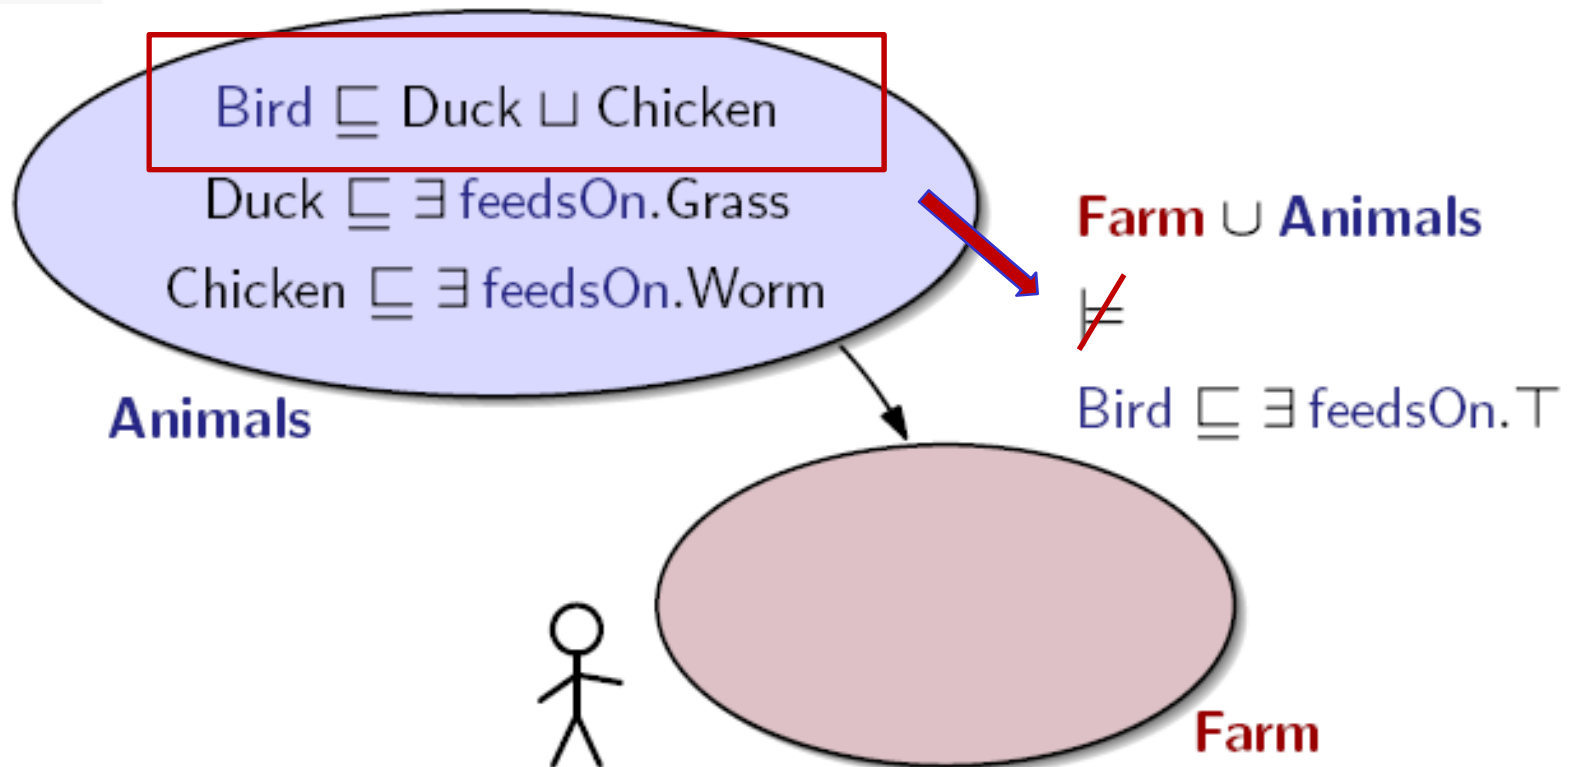 Bird ⊑ Duck ⊔ Chicken
Duck ⊑ ∃ feedsOn.Grass
Chicken ⊑ ∃ feedsOn.Worm
Animals
Farm ∪ Animals
⊭
Bird ⊑ ∃ feedsOn.⊤
Farm